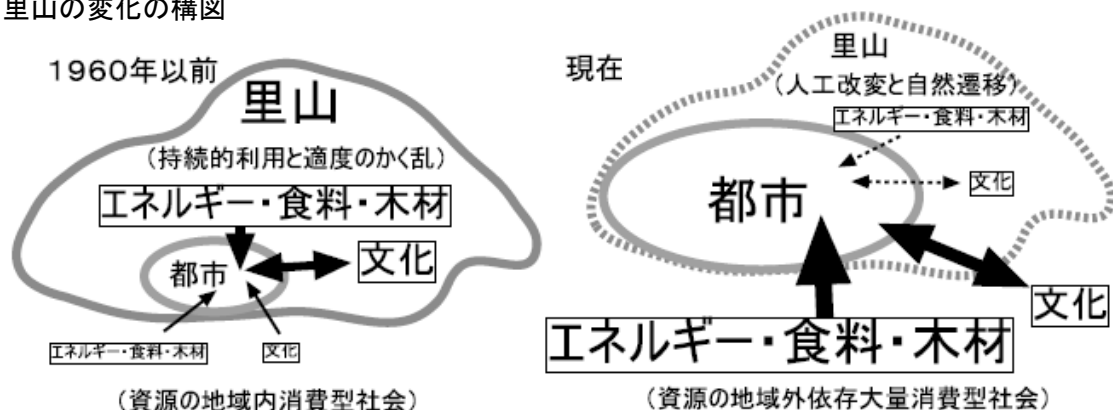 里山の変化の構図
1960年以前
里山
(持続的利用と適度のかく乱)
エネルギー・食料・木材
都市
文化
エネルギー・食料・木材
文化
(資源の地域内消費型社会)
現在
里山
(人工改変と自然遷移)
エネルギー・食料・木材
都市
文化
文化
エネルギー・食料・木材
(資源の地域外依存大量消費型社会)